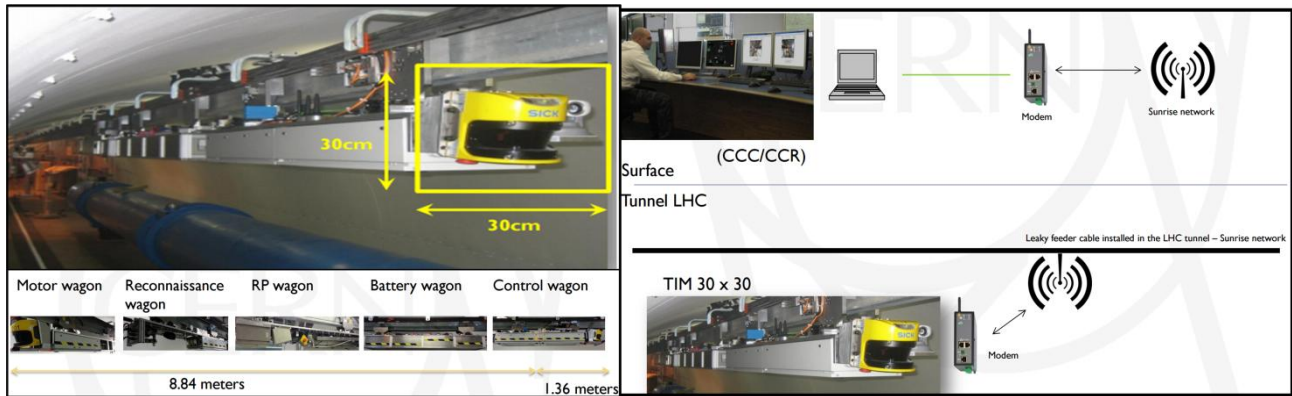 SICK
30cm
30cm
Motor wagon
Reconnaissance
wagon
RP wagon
Battery wagon
Control wagon
8.84 meters
1.36 meters
CERN
(CCC/CCR)
Modem
Sunrise network
Surface
Tunnel LHC
Leaky feeder cable installed in the LHC tunnel – Sunrise network
TIM 30 x 30
Modem
CERN